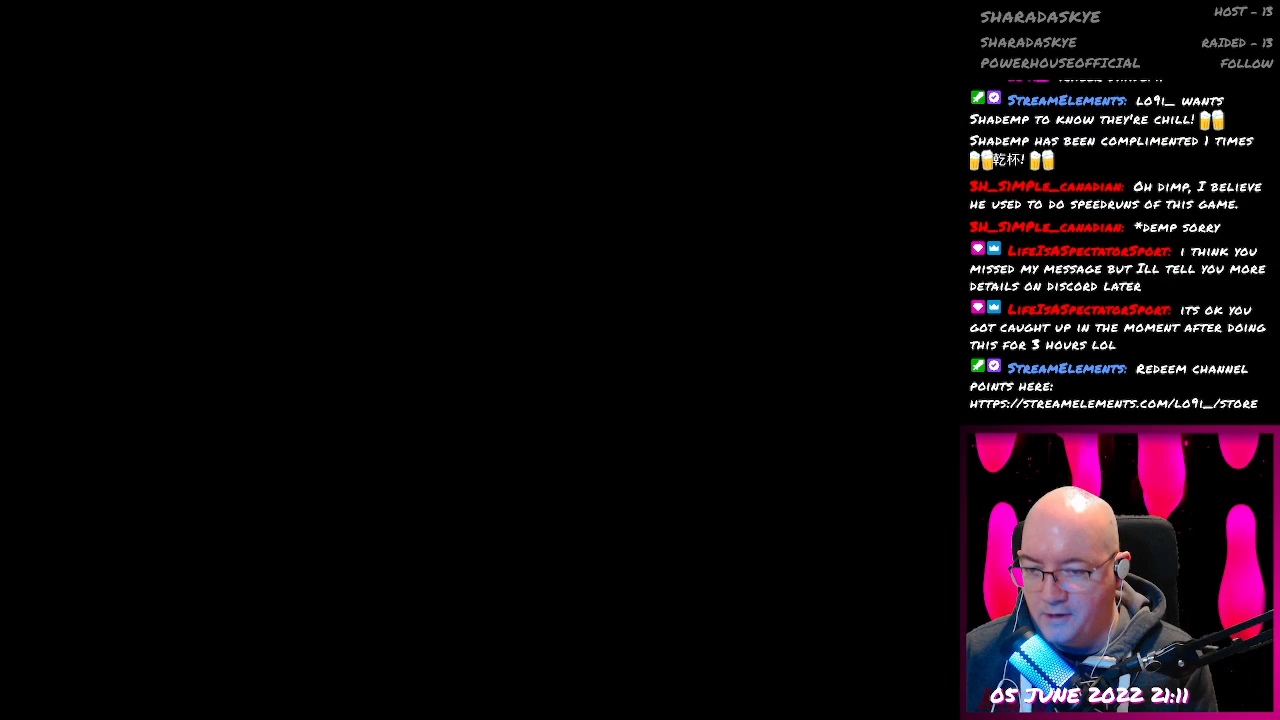 SHARADASKYE HOST - 13
SHARADASKYE RAIDED - 13
POWERHOUSEOFFICIAL FOLLOW
StreamElements: lo9i_ wants
Shademp to know they're chill! 🍻
Shademp has been complimented 1 times
🍻乾杯! 🍻
3H_S1MPle_canadian: Oh dimp, I believe
he used to do speedruns of this game.
3H_S1MPle_canadian: *demp sorry
LifeIsASpectatorSport: i think you
missed my message but Ill tell you more
details on discord later
LifeIsASpectatorSport: its ok you
got caught up in the moment after doing
this for 3 hours lol
StreamElements: Redeem channel
points here:
https://streamelements.com/lo9i_/store
05 JUNE 2022 21:11